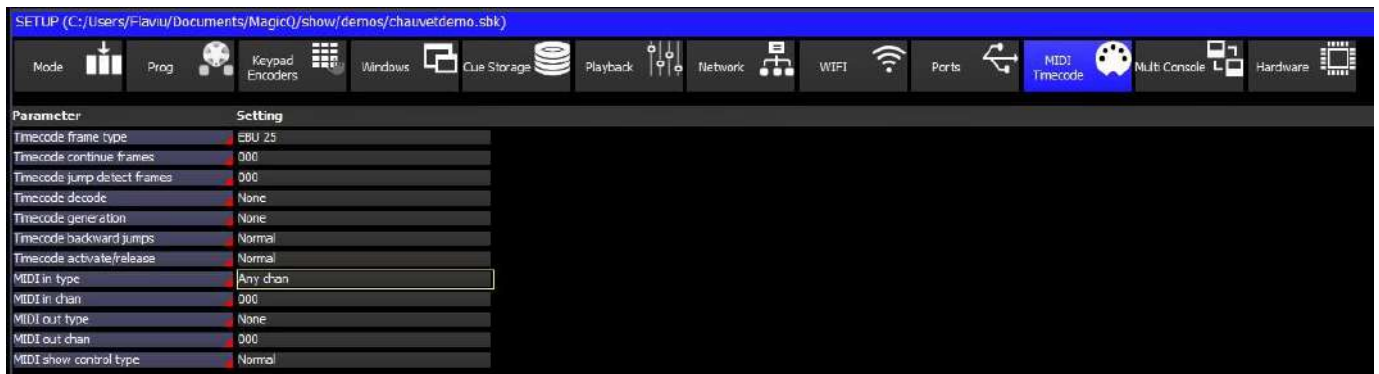 SETUP (C:/Users/Flaviu/Documents/MagicQ/show/demos/chauvetdemo.sbk)
Mode Prog Keypad Encoders Windows Cue Storage Playback Network WIFI Ports MIDI Timecode Multi Console Hardware
Parameter Setting
Timecode frame type EBU 25
Timecode continue frames 000
Timecode jump detect frames 000
Timecode decode None
Timecode generation None
Timecode backward jumps Normal
Timecode activate/release Normal
MIDI in type Any chan
MIDI in chan 000
MIDI out type None
MIDI out chan 000
MIDI show control type Normal